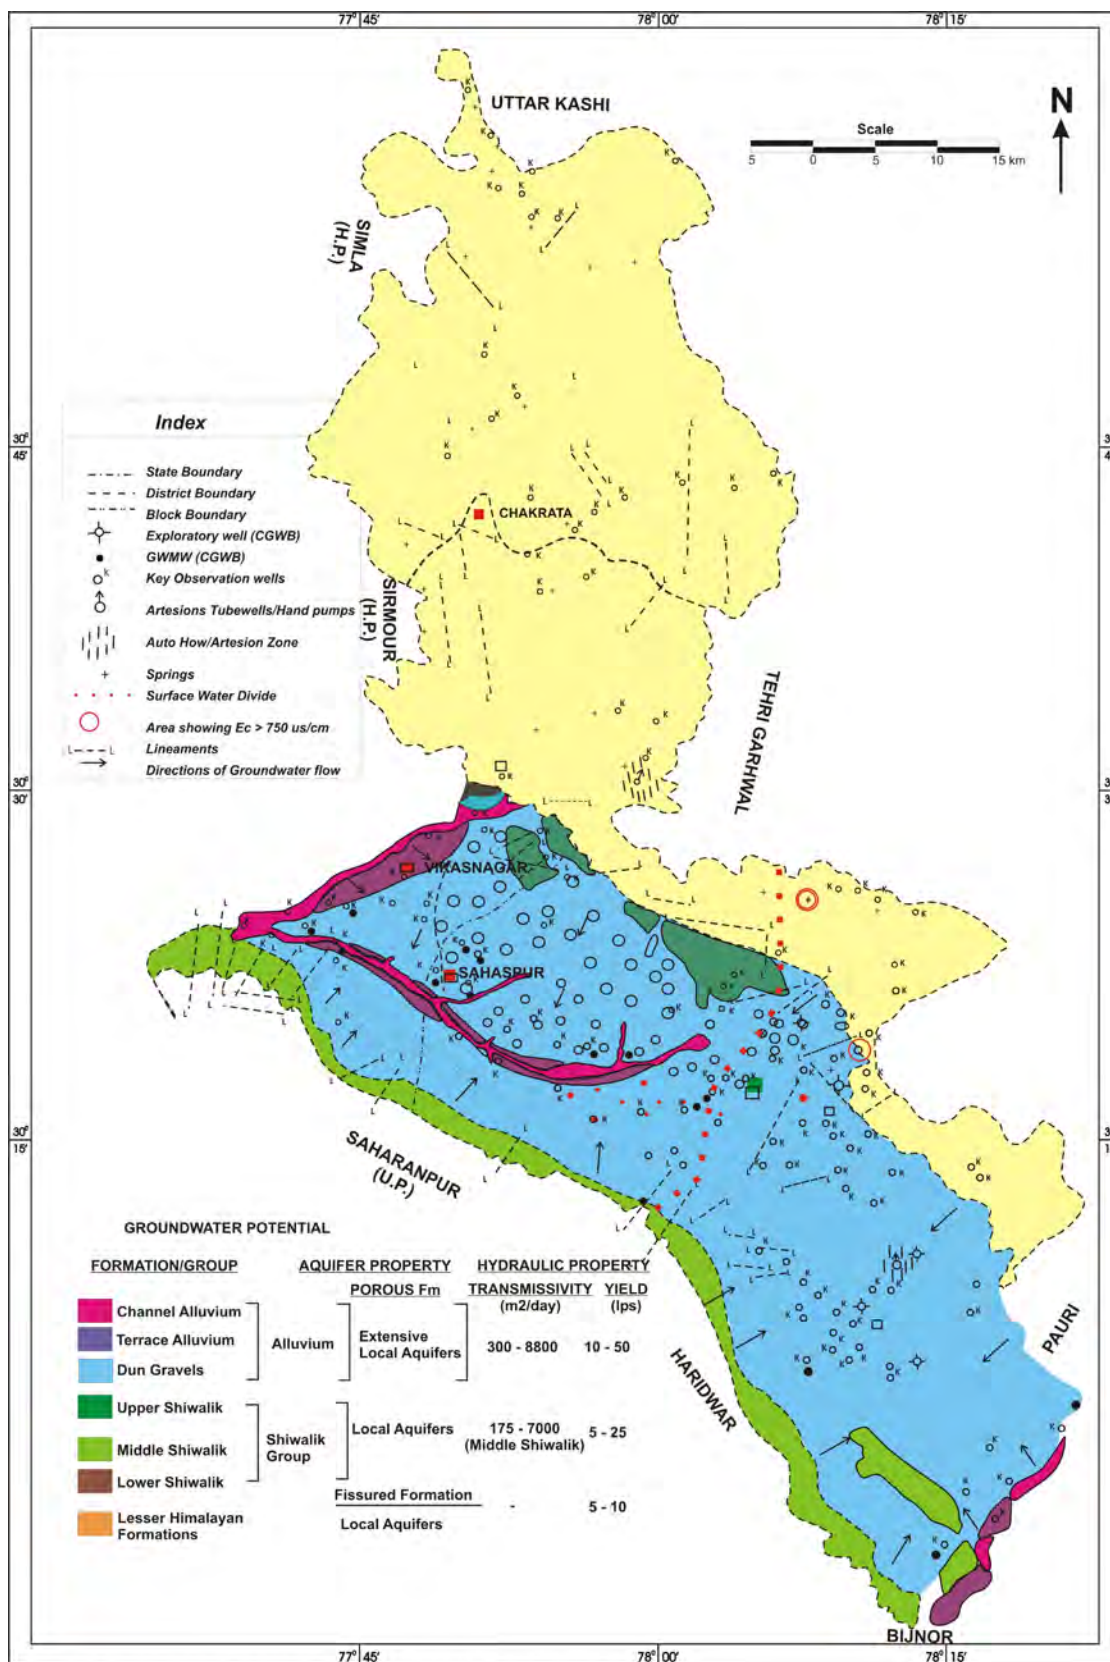 77°45' 78°00' 78°15'
UTTAR KASHI
N
Scale
5 0 5 10 15 km
SIMLA
(H.P.)
Index
30°
45'
State Boundary
District Boundary
Block Boundary
Exploratory well (CGWB)
GWMW (CGWB)
Key Observation wells
Artesions Tubewells/Hand pumps
Auto How/Artesion Zone
Springs
Surface Water Divide
Area showing Ec > 750 us/cm
Lineaments
Directions of Groundwater flow
CHAKRATA
SIRMOUR
(H.P.)
TEHRI GARHWAL
30°
30'
VIKASNAGAR
SAHASPUR
30°
15'
SAHARANPUR
(U.P.)
HARIDWAR
PAURI
GROUNDWATER POTENTIAL
FORMATION/GROUP AQUIFER PROPERTY HYDRAULIC PROPERTY
POROUS Fm TRANSMISSIVITY YIELD
(m2/day) (lps)
Channel Alluvium
Terrace Alluvium
Dun Gravels
Alluvium
Extensive
Local Aquifers
300 - 8800 10 - 50
Upper Shiwalik
Middle Shiwalik
Lower Shiwalik
Shiwalik
Group
Local Aquifers
175 - 7000
(Middle Shiwalik)
5 - 25
Lesser Himalayan
Formations
Fissured Formation
Local Aquifers
- 5 - 10
BIJNOR
77°45' 78°00' 78°15'